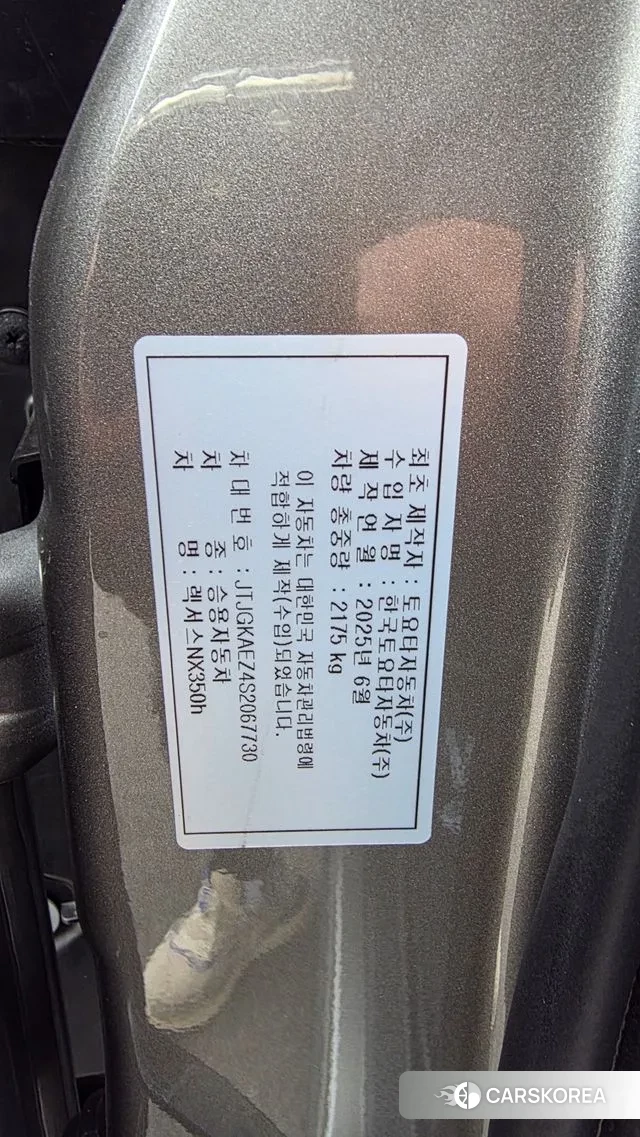 최초 제작자 : 토요타자동차(주)
수 입 자 명 : 한국토요타자동차(주)
제 작 연 월 : 2025년 6월
차량 총중량 : 2175 kg
이 자동차는 대한민국 자동차관리법령에
적합하게 제작(수입)되었습니다.
차 대 번 호 : JTJGKAEZ4S2067730
차 종 : 승용자동차
차 명 : 렉서스NX350h
CARSKOREA